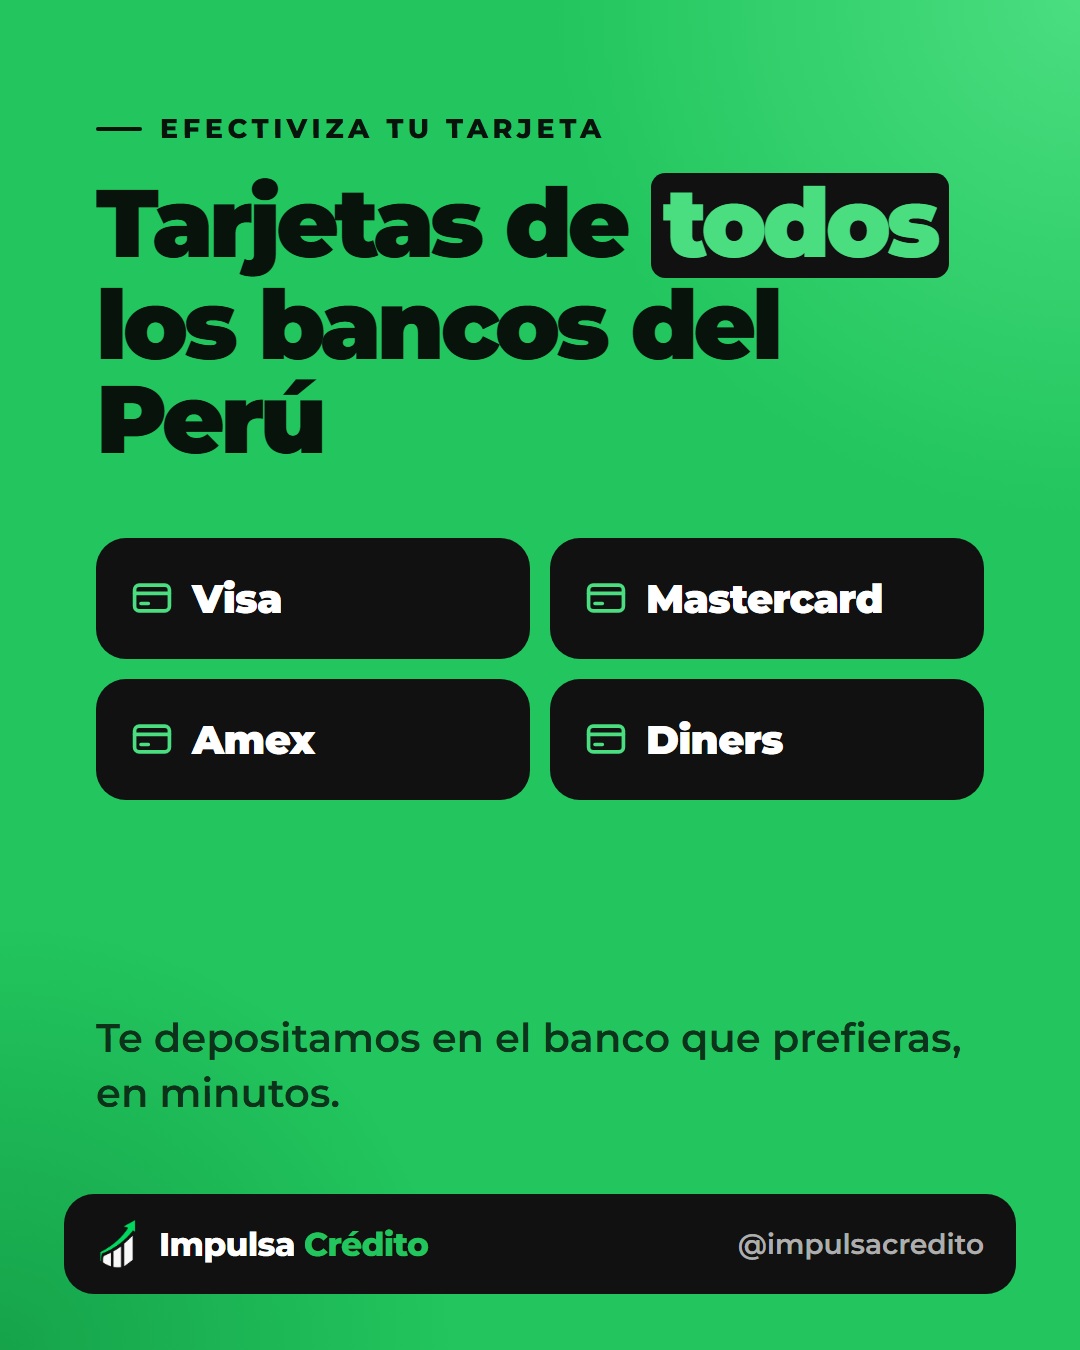 EFECTIVIZA TU TARJETA
Tarjetas de todos
los bancos del
Perú
Visa
Mastercard
Amex
Diners
Te depositamos en el banco que prefieras,
en minutos.
Impulsa Crédito
@impulsacredito